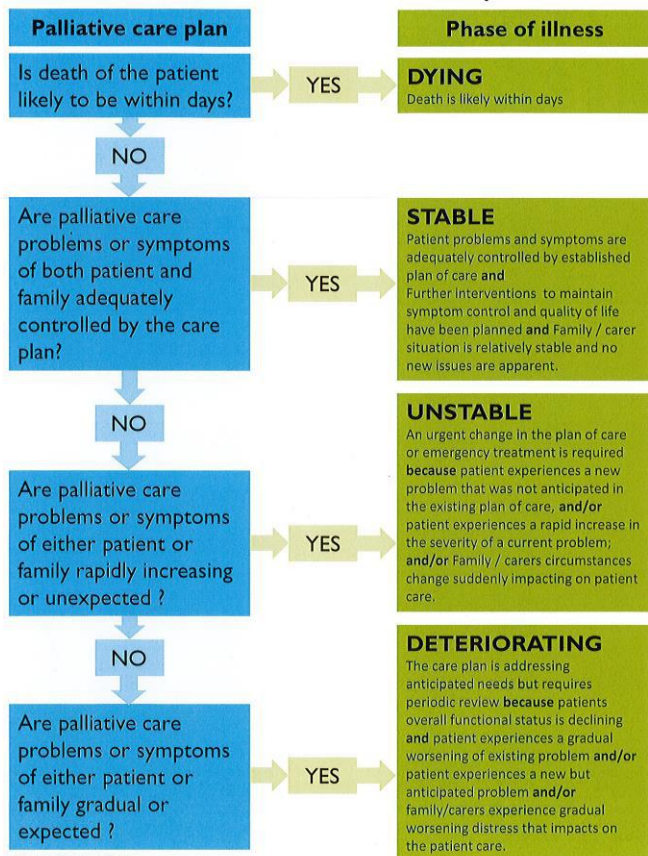 Palliative care plan
Phase of illness
Is death of the patient
likely to be within days?
YES
DYING
Death is likely within days
NO
Are palliative care
problems or symptoms
of both patient and
family adequately
controlled by the care
plan?
YES
STABLE
Patient problems and symptoms are
adequately controlled by established
plan of care and
Further interventions to maintain
symptom control and quality of life
have been planned and Family / carer
situation is relatively stable and no
new issues are apparent.
NO
Are palliative care
problems or symptoms
of either patient or
family rapidly increasing
or unexpected ?
YES
UNSTABLE
An urgent change in the plan of care
or emergency treatment is required
because patient experiences a new
problem that was not anticipated in
the existing plan of care, and/or
patient experiences a rapid increase in
the severity of a current problem;
and/or Family / carers circumstances
change suddenly impacting on patient
care.
NO
Are palliative care
problems or symptoms
of either patient or
family gradual or
expected ?
YES
DETERIORATING
The care plan is addressing
anticipated needs but requires
periodic review because patients
overall functional status is declining
and patient experiences a gradual
worsening of existing problem and/or
patient experiences a new but
anticipated problem and/or
family/carers experience gradual
worsening distress that impacts on
the patient care.